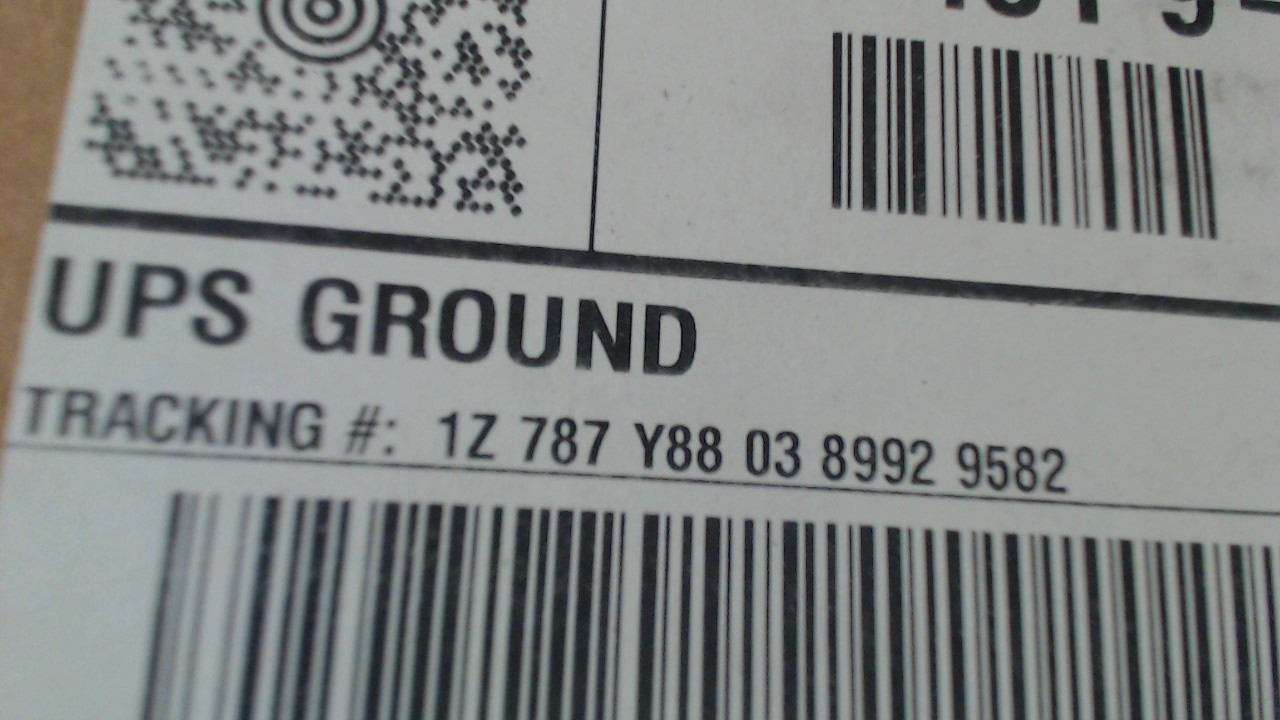 UPS GROUND
TRACKING #: 1Z 787 Y88 03 8992 9582